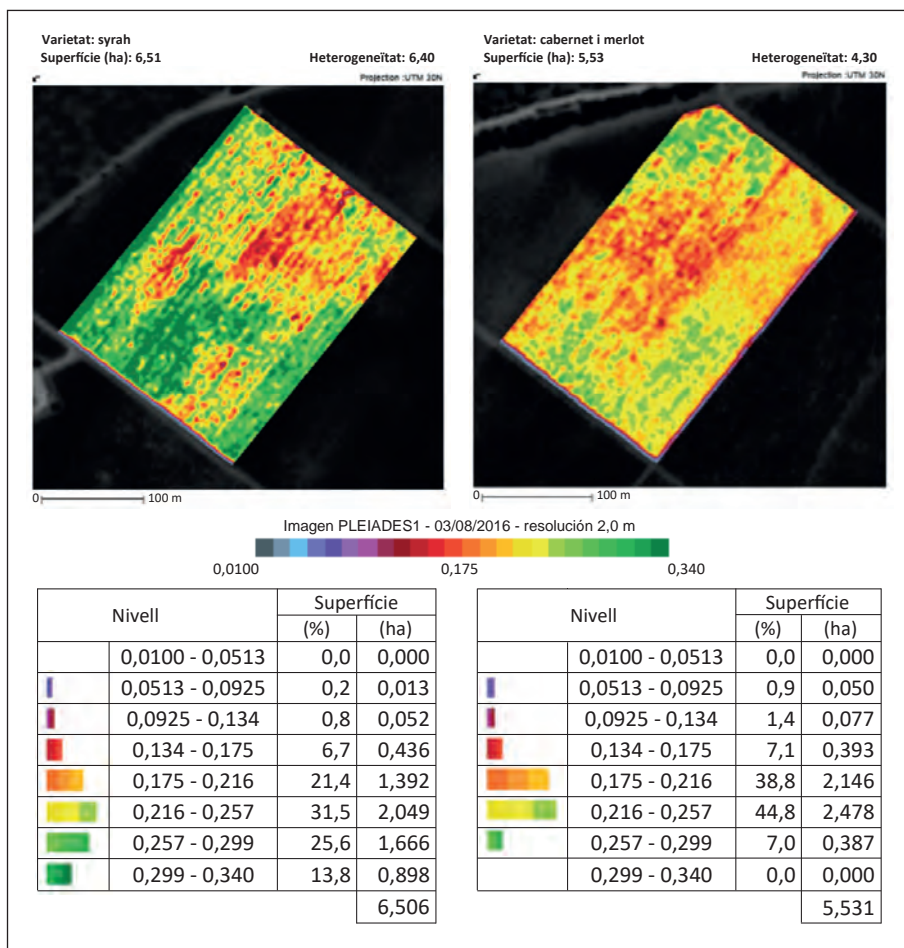 Varietat: syrah
Superfície (ha): 6,51 Heterogeneïtat: 6,40
Projection :UTM 30N
0 100 m
Varietat: cabernet i merlot
Superfície (ha): 5,53 Heterogeneïtat: 4,30
Projection :UTM 30N
0 100 m
Imagen PLEIADES1 - 03/08/2016 - resolución 2,0 m
0,0100 0,175 0,340
Nivell Superfície
(%) (ha)
0,0100 - 0,0513 0,0 0,000
0,0513 - 0,0925 0,2 0,013
0,0925 - 0,134 0,8 0,052
0,134 - 0,175 6,7 0,436
0,175 - 0,216 21,4 1,392
0,216 - 0,257 31,5 2,049
0,257 - 0,299 25,6 1,666
0,299 - 0,340 13,8 0,898
6,506
Nivell Superfície
(%) (ha)
0,0100 - 0,0513 0,0 0,000
0,0513 - 0,0925 0,9 0,050
0,0925 - 0,134 1,4 0,077
0,134 - 0,175 7,1 0,393
0,175 - 0,216 38,8 2,146
0,216 - 0,257 44,8 2,478
0,257 - 0,299 7,0 0,387
0,299 - 0,340 0,0 0,000
5,531